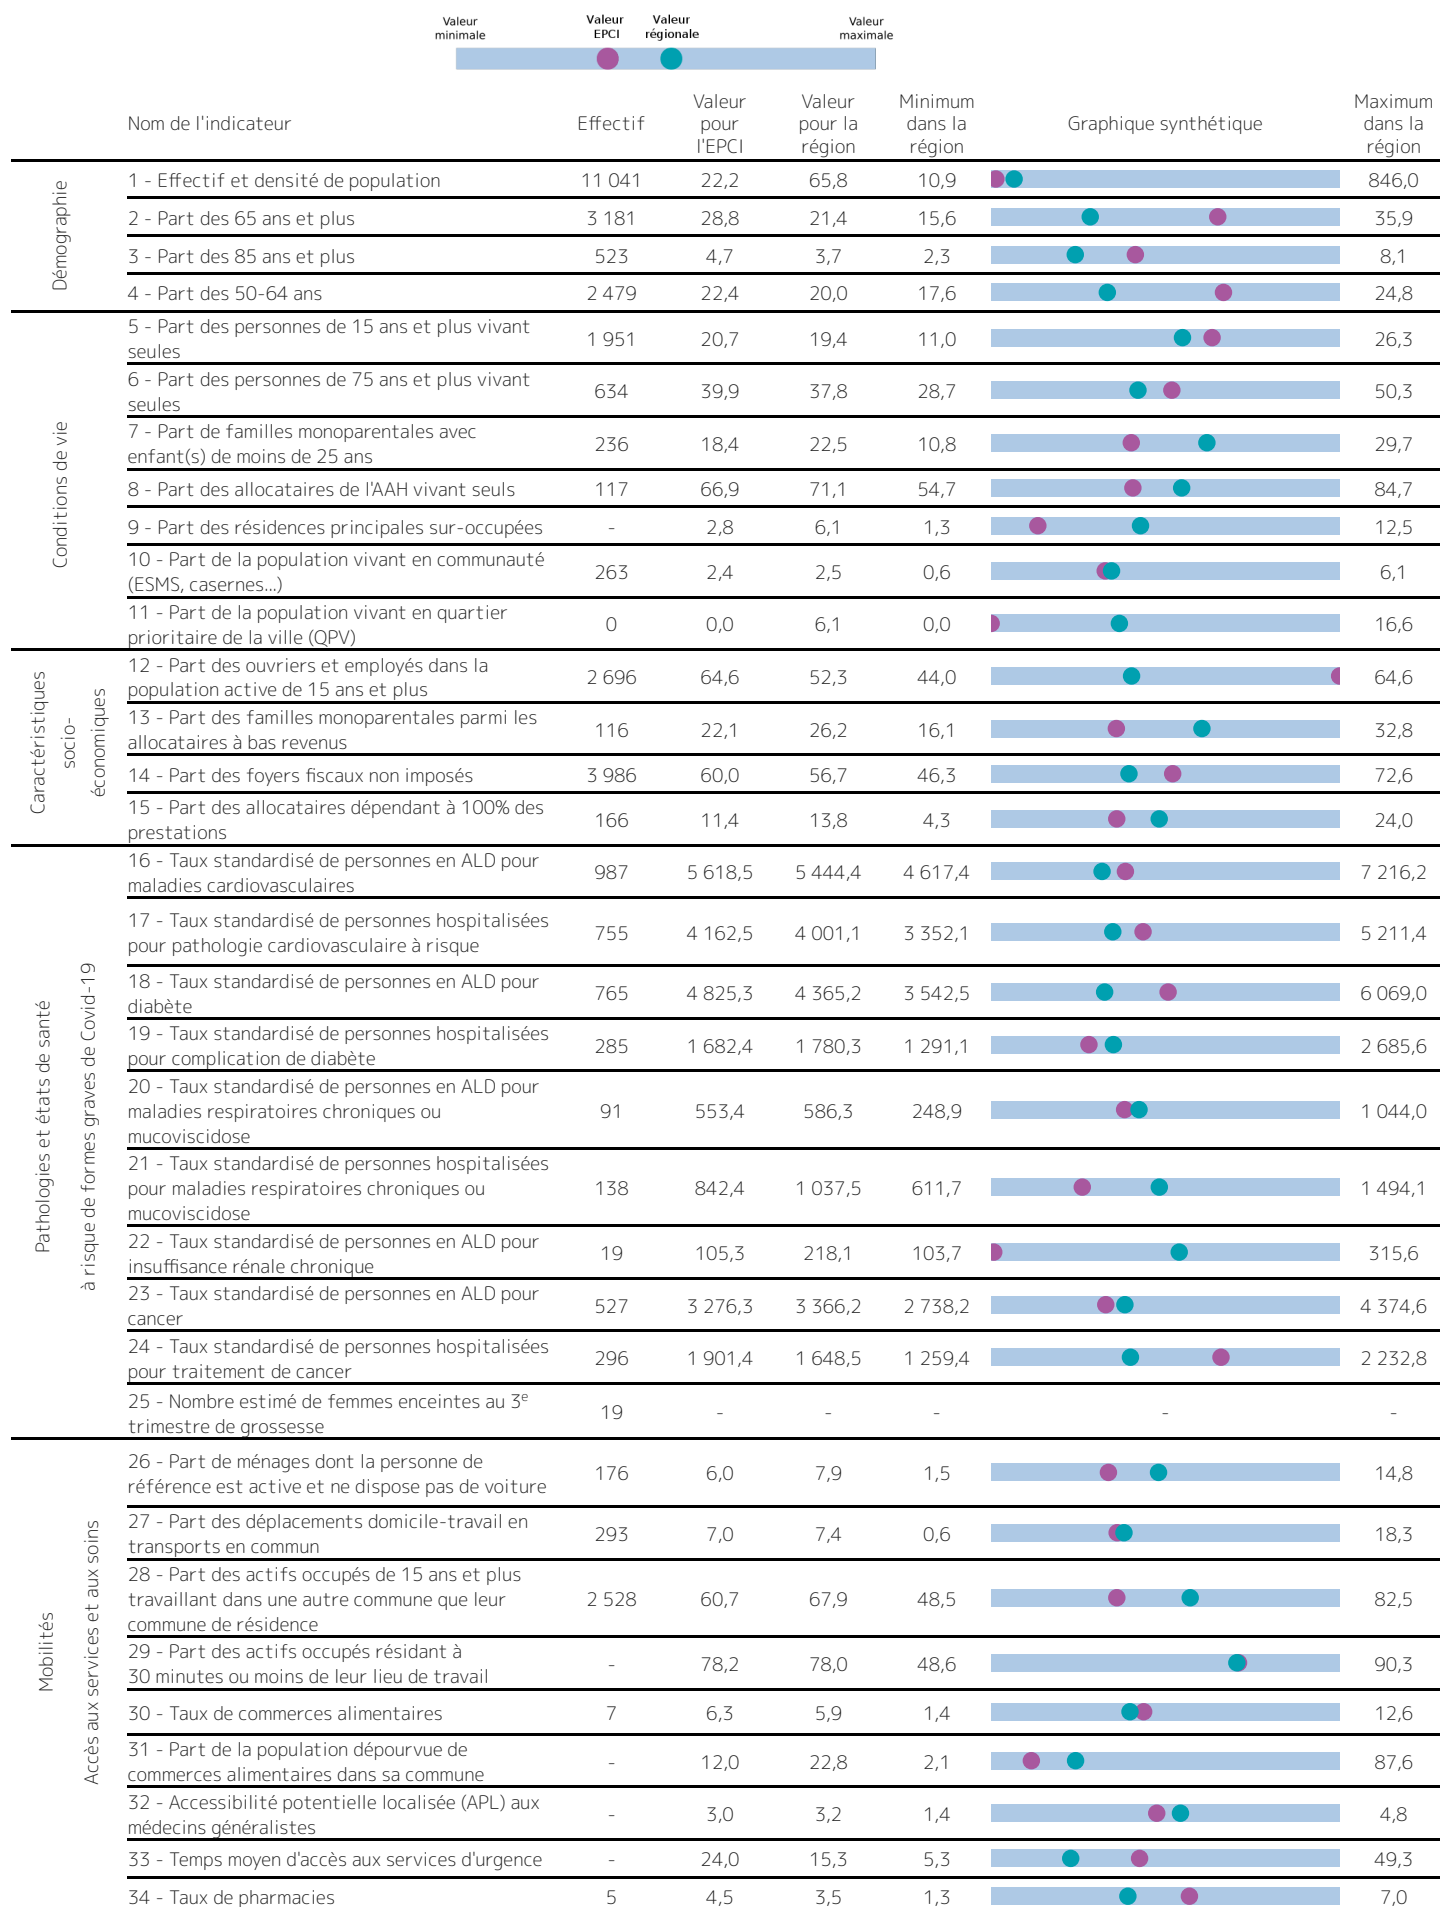 Valeur minimale
Valeur EPCI
Valeur régionale
Valeur maximale
Nom de l'indicateur
Effectif
Valeur pour l'EPCI
Valeur pour la région
Minimum dans la région
Graphique synthétique
Maximum dans la région
Démographie
1 - Effectif et densité de population 11 041 22,2 65,8 10,9 846,0
2 - Part des 65 ans et plus 3 181 28,8 21,4 15,6 35,9
3 - Part des 85 ans et plus 523 4,7 3,7 2,3 8,1
4 - Part des 50-64 ans 2 479 22,4 20,0 17,6 24,8
Conditions de vie
5 - Part des personnes de 15 ans et plus vivant
seules 1 951 20,7 19,4 11,0 26,3
6 - Part des personnes de 75 ans et plus vivant
seules 634 39,9 37,8 28,7 50,3
7 - Part de familles monoparentales avec
enfant(s) de moins de 25 ans 236 18,4 22,5 10,8 29,7
8 - Part des allocataires de l'AAH vivant seuls 117 66,9 71,1 54,7 84,7
9 - Part des résidences principales sur-occupées - 2,8 6,1 1,3 12,5
10 - Part de la population vivant en communauté
(ESMS, casernes...) 263 2,4 2,5 0,6 6,1
11 - Part de la population vivant en quartier
prioritaire de la ville (QPV) 0 0,0 6,1 0,0 16,6
Caractéristiques
socio-
économiques
12 - Part des ouvriers et employés dans la
population active de 15 ans et plus 2 696 64,6 52,3 44,0 64,6
13 - Part des familles monoparentales parmi les
allocataires à bas revenus 116 22,1 26,2 16,1 32,8
14 - Part des foyers fiscaux non imposés 3 986 60,0 56,7 46,3 72,6
15 - Part des allocataires dépendant à 100% des
prestations 166 11,4 13,8 4,3 24,0
Pathologies et états de santé
à risque de formes graves de Covid-19
16 - Taux standardisé de personnes en ALD pour
maladies cardiovasculaires 987 5 618,5 5 444,4 4 617,4 7 216,2
17 - Taux standardisé de personnes hospitalisées
pour pathologie cardiovasculaire à risque 755 4 162,5 4 001,1 3 352,1 5 211,4
18 - Taux standardisé de personnes en ALD pour
diabète 765 4 825,3 4 365,2 3 542,5 6 069,0
19 - Taux standardisé de personnes hospitalisées
pour complication de diabète 285 1 682,4 1 780,3 1 291,1 2 685,6
20 - Taux standardisé de personnes en ALD pour
maladies respiratoires chroniques ou
mucoviscidose 91 553,4 586,3 248,9 1 044,0
21 - Taux standardisé de personnes hospitalisées
pour maladies respiratoires chroniques ou
mucoviscidose 138 842,4 1 037,5 611,7 1 494,1
22 - Taux standardisé de personnes en ALD pour
insuffisance rénale chronique 19 105,3 218,1 103,7 315,6
23 - Taux standardisé de personnes en ALD pour
cancer 527 3 276,3 3 366,2 2 738,2 4 374,6
24 - Taux standardisé de personnes hospitalisées
pour traitement de cancer 296 1 901,4 1 648,5 1 259,4 2 232,8
25 - Nombre estimé de femmes enceintes au 3e
trimestre de grossesse 19 - - - - -
Mobilités
Accès aux services et aux soins
26 - Part de ménages dont la personne de
référence est active et ne dispose pas de voiture 176 6,0 7,9 1,5 14,8
27 - Part des déplacements domicile-travail en
transports en commun 293 7,0 7,4 0,6 18,3
28 - Part des actifs occupés de 15 ans et plus
travaillant dans une autre commune que leur
commune de résidence 2 528 60,7 67,9 48,5 82,5
29 - Part des actifs occupés résidant à
30 minutes ou moins de leur lieu de travail - 78,2 78,0 48,6 90,3
30 - Taux de commerces alimentaires 7 6,3 5,9 1,4 12,6
31 - Part de la population dépourvue de
commerces alimentaires dans sa commune - 12,0 22,8 2,1 87,6
32 - Accessibilité potentielle localisée (APL) aux
médecins généralistes - 3,0 3,2 1,4 4,8
33 - Temps moyen d'accès aux services d'urgence - 24,0 15,3 5,3 49,3
34 - Taux de pharmacies 5 4,5 3,5 1,3 7,0